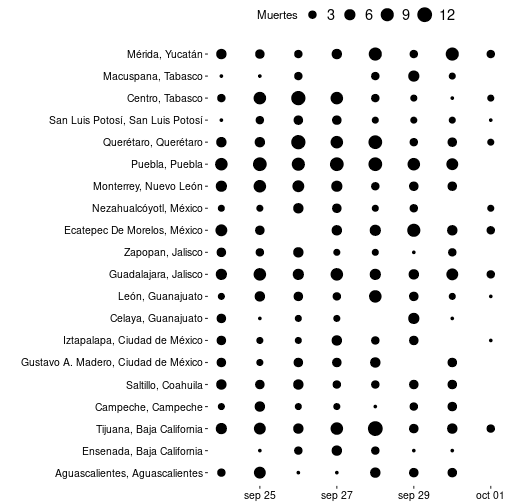 Muertes 3 6 9 12
Mérida, Yucatán
Macuspana, Tabasco
Centro, Tabasco
San Luis Potosí, San Luis Potosí
Querétaro, Querétaro
Puebla, Puebla
Monterrey, Nuevo León
Nezahualcóyotl, México
Ecatepec De Morelos, México
Zapopan, Jalisco
Guadalajara, Jalisco
León, Guanajuato
Celaya, Guanajuato
Iztapalapa, Ciudad de México
Gustavo A. Madero, Ciudad de México
Saltillo, Coahuila
Campeche, Campeche
Tijuana, Baja California
Ensenada, Baja California
Aguascalientes, Aguascalientes
sep 25 sep 27 sep 29 oct 01